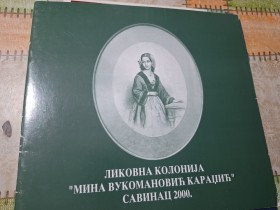 ЛИКОВНА КОЛОНИЈА
"МИНА ВУКОМАНОВИЋ КАРАЏИЋ"
САВИНАЦ 2000.